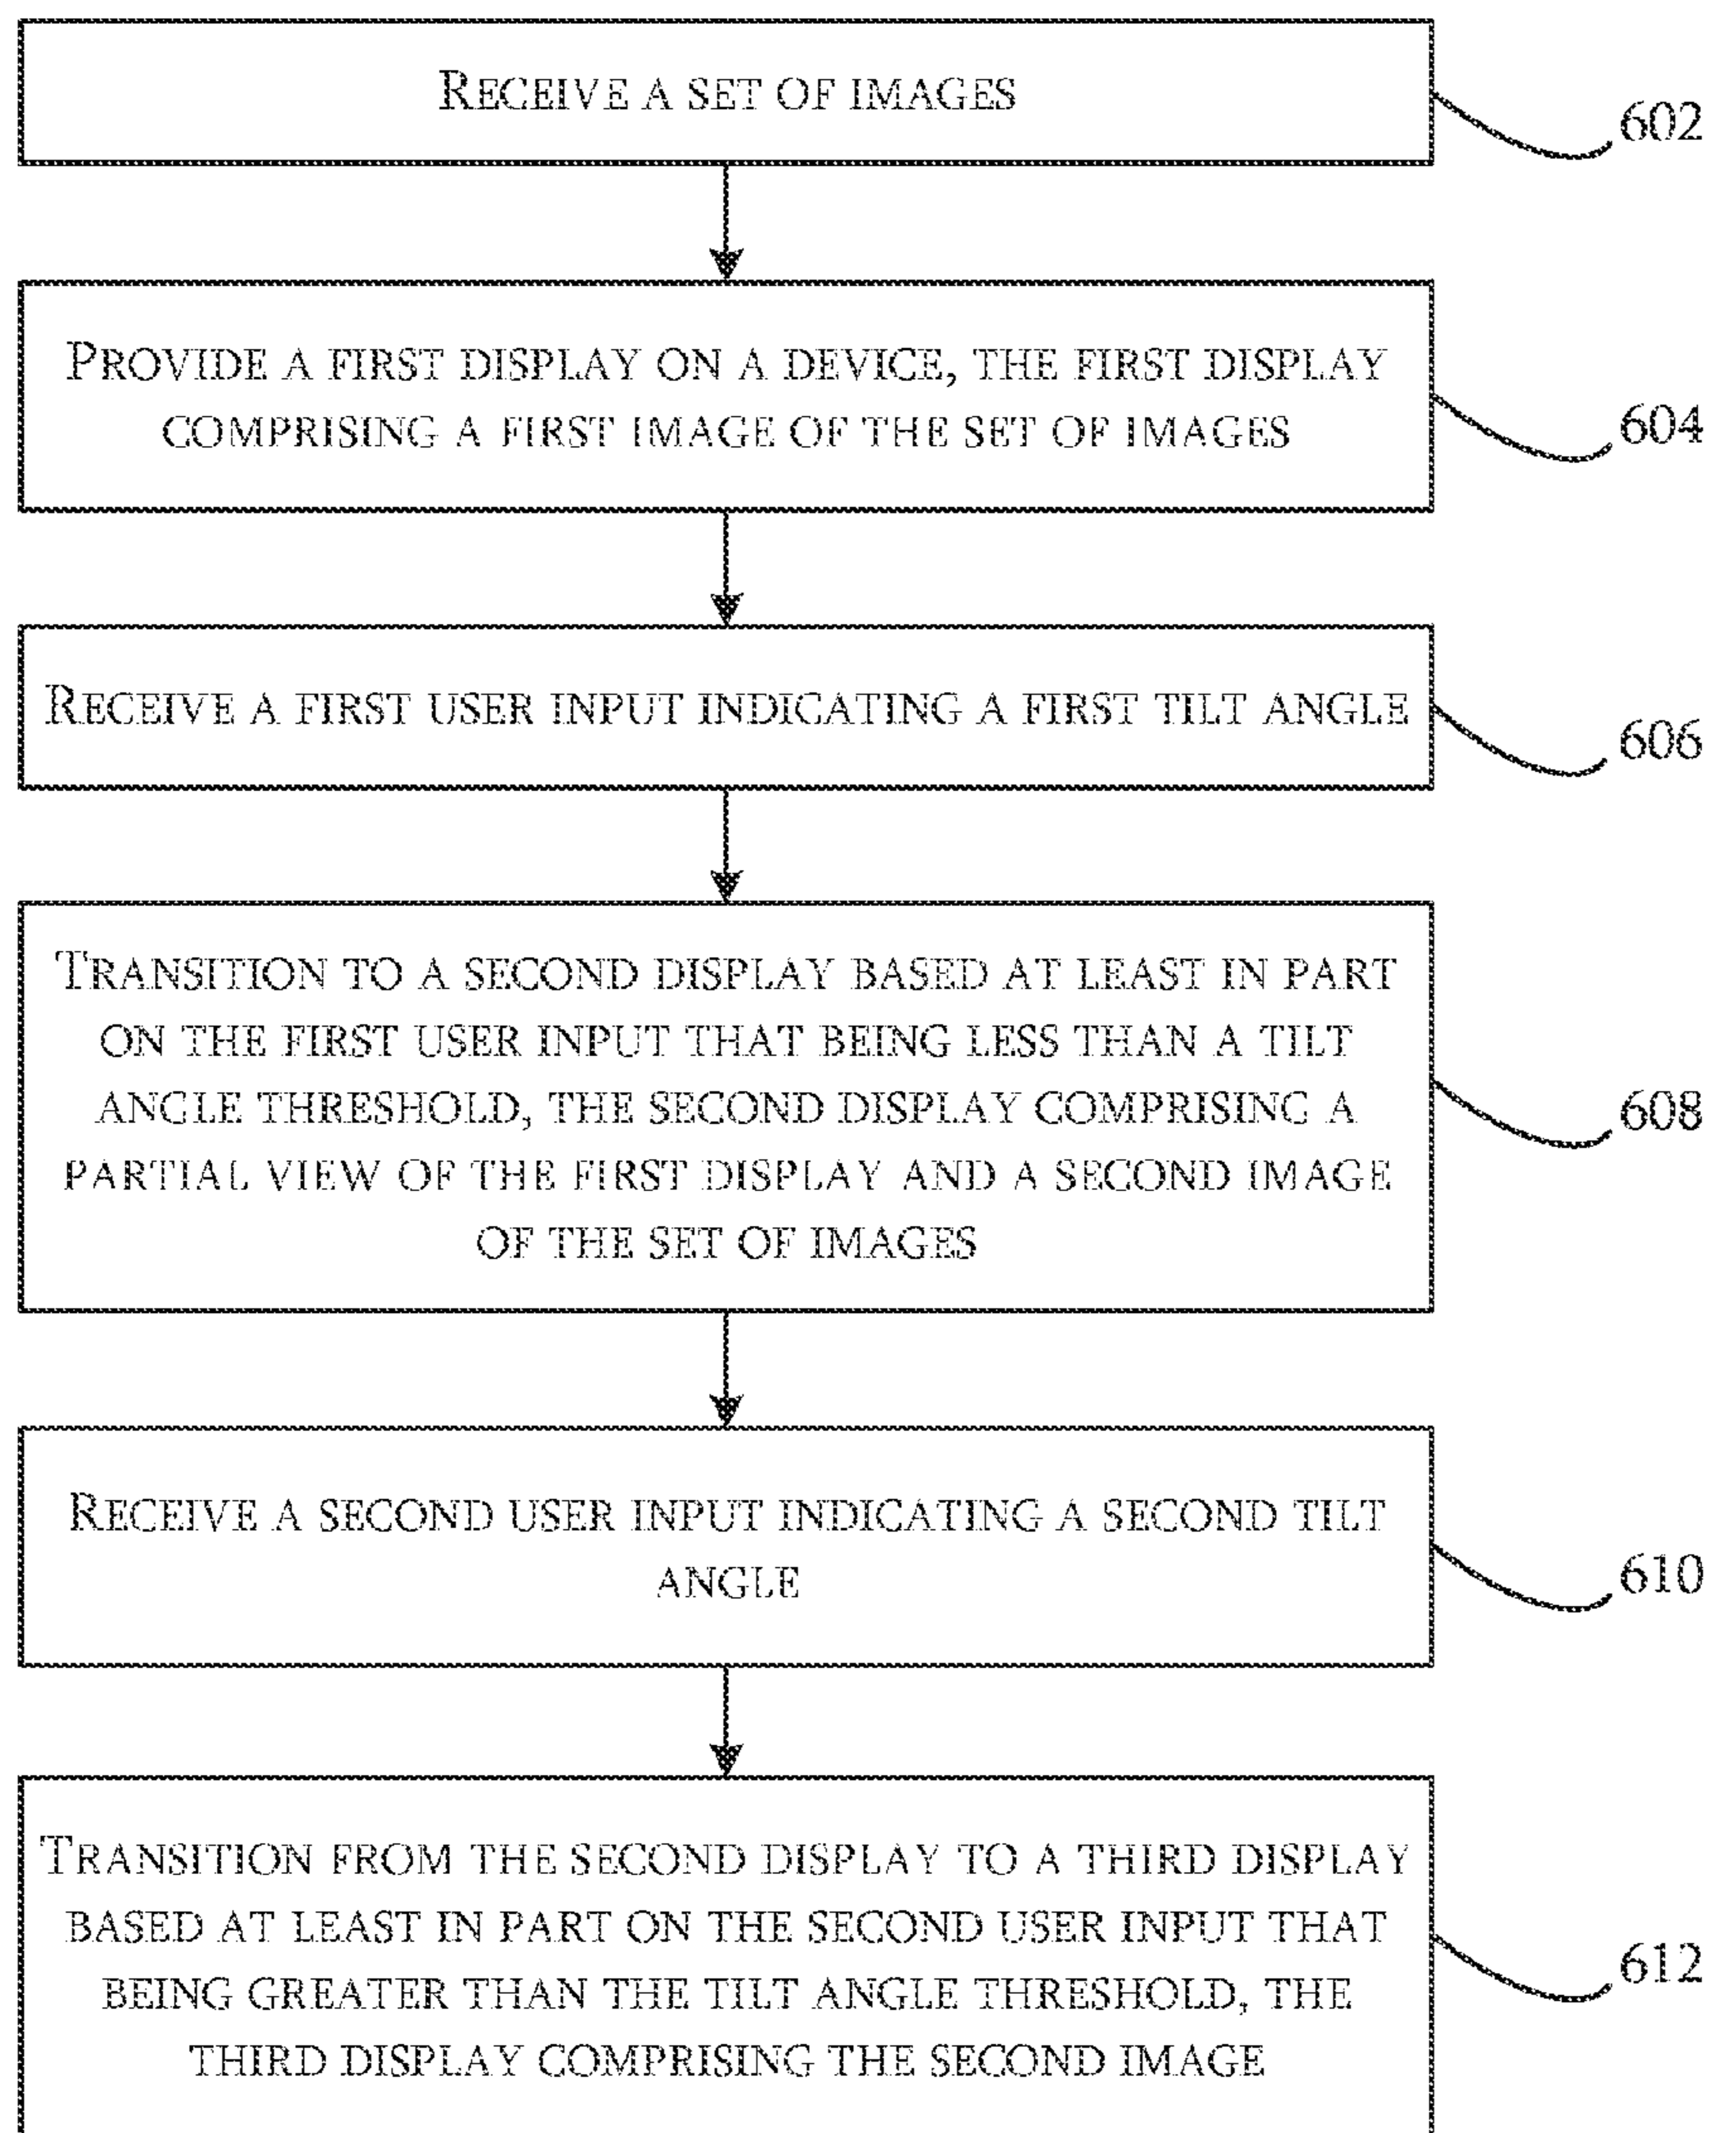 RECEIVE A SET OF IMAGES
602
PROVIDE A FIRST DISPLAY ON A DEVICE, THE FIRST DISPLAY
COMPRISING A FIRST IMAGE OF THE SET OF IMAGES
604
RECEIVE A FIRST USER INPUT INDICATING A FIRST TILT ANGLE
606
TRANSITION TO A SECOND DISPLAY BASED AT LEAST IN PART
ON THE FIRST USER INPUT THAT BEING LESS THAN A TILT
ANGLE THRESHOLD, THE SECOND DISPLAY COMPRISING A
PARTIAL VIEW OF THE FIRST DISPLAY AND A SECOND IMAGE
OF THE SET OF IMAGES
608
RECEIVE A SECOND USER INPUT INDICATING A SECOND TILT
ANGLE
610
TRANSITION FROM THE SECOND DISPLAY TO A THIRD DISPLAY
BASED AT LEAST IN PART ON THE SECOND USER INPUT THAT
BEING GREATER THAN THE TILT ANGLE THRESHOLD, THE
THIRD DISPLAY COMPRISING THE SECOND IMAGE
612